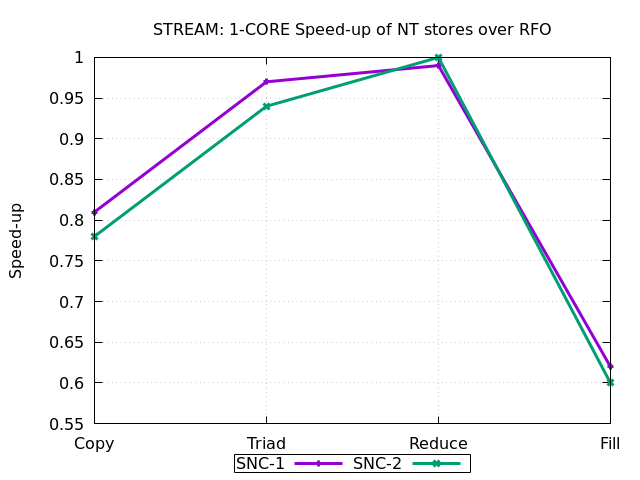 STREAM: 1-CORE Speed-up of NT stores over RFO
Speed-up
1
0.95
0.9
0.85
0.8
0.75
0.7
0.65
0.6
0.55
Copy Triad Reduce Fill
SNC-1 SNC-2